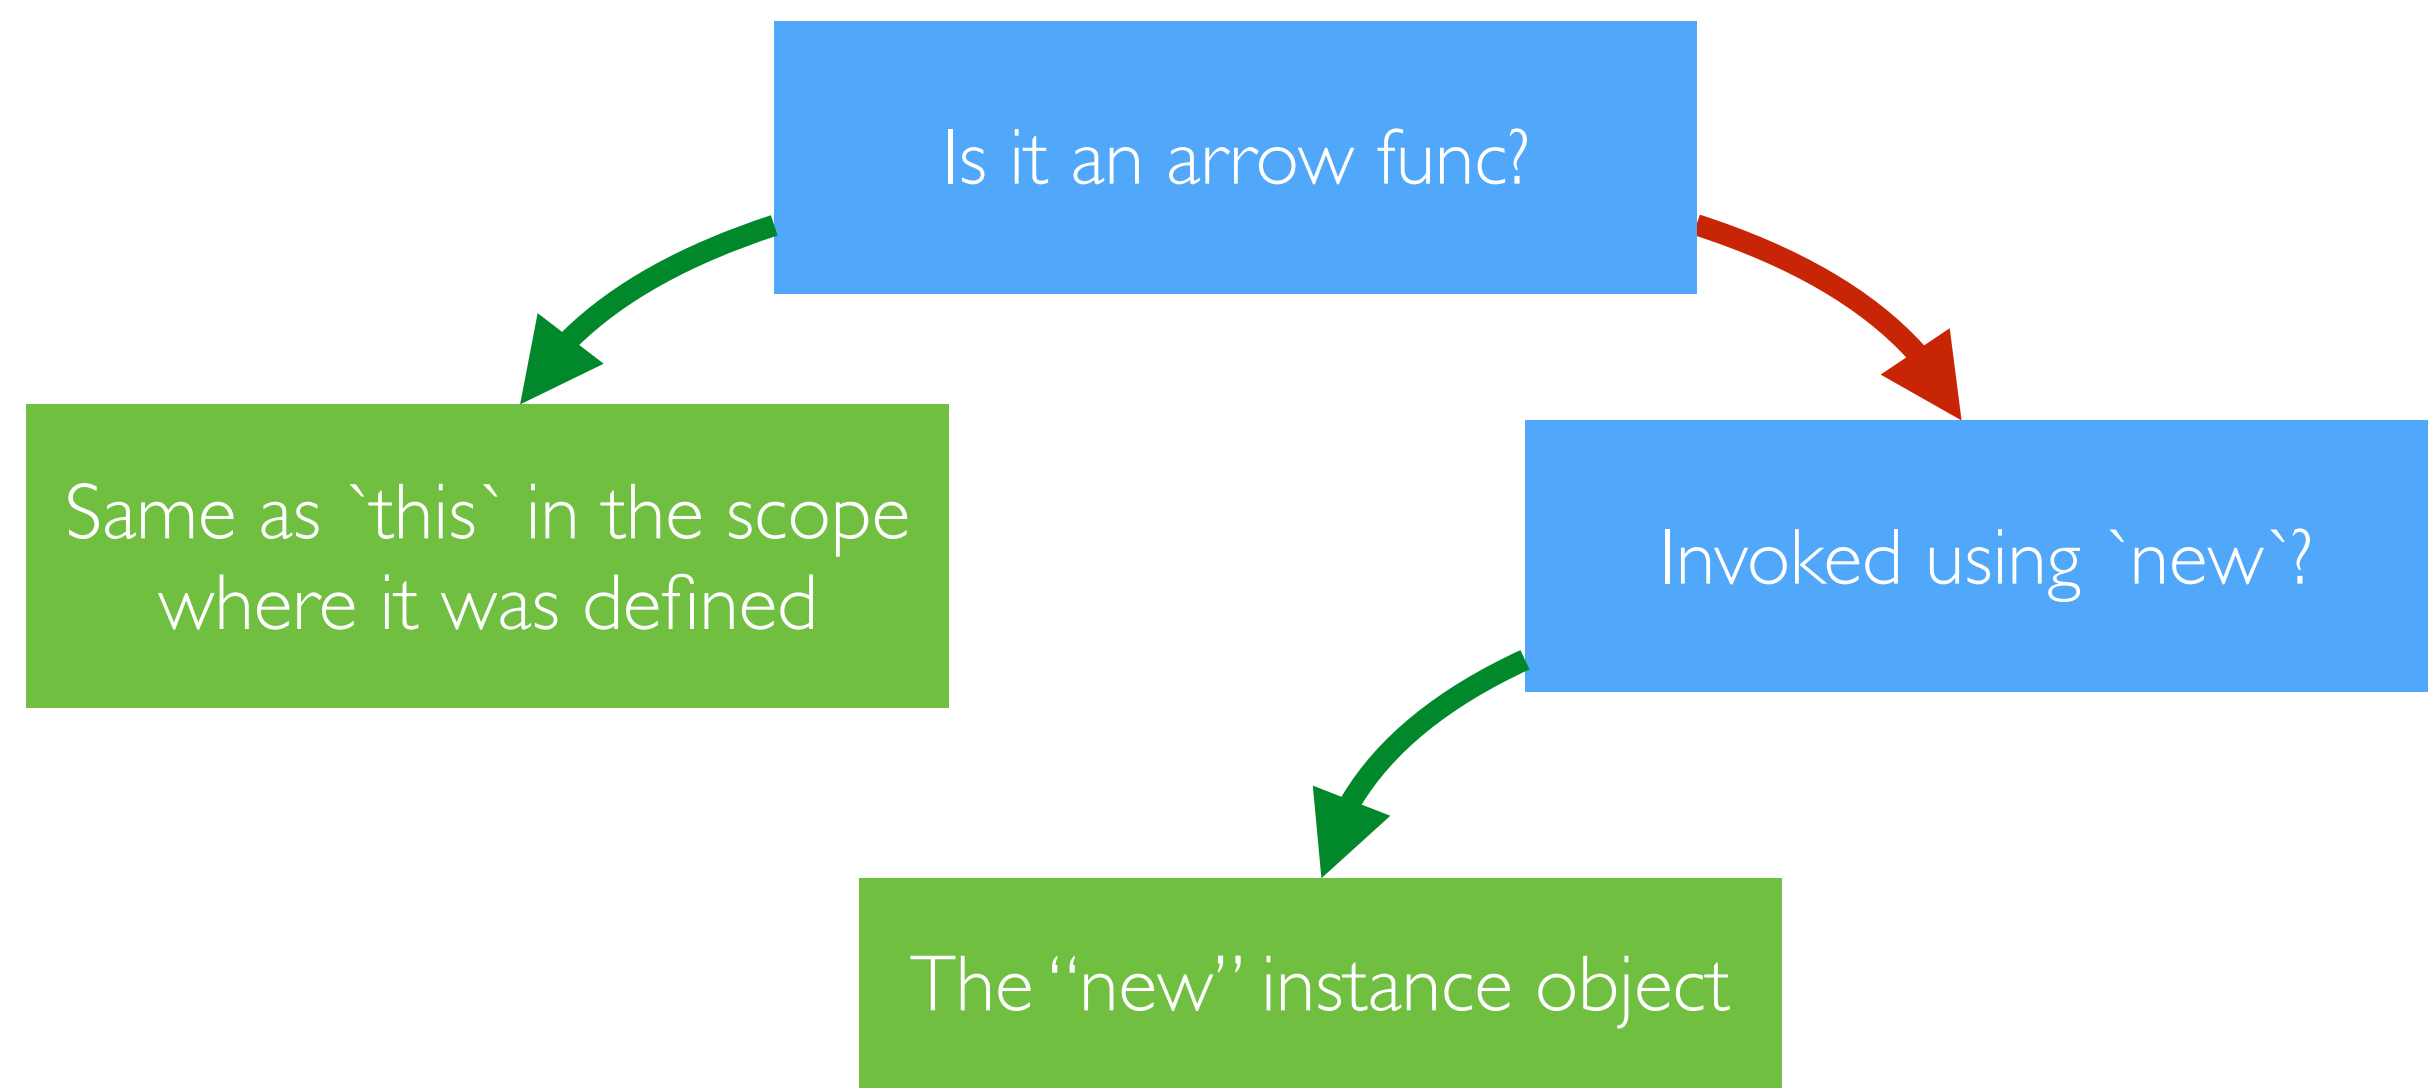 Is it an arrow func?
Same as `this` in the scope
where it was defined
Invoked using `new`?
The “new” instance object